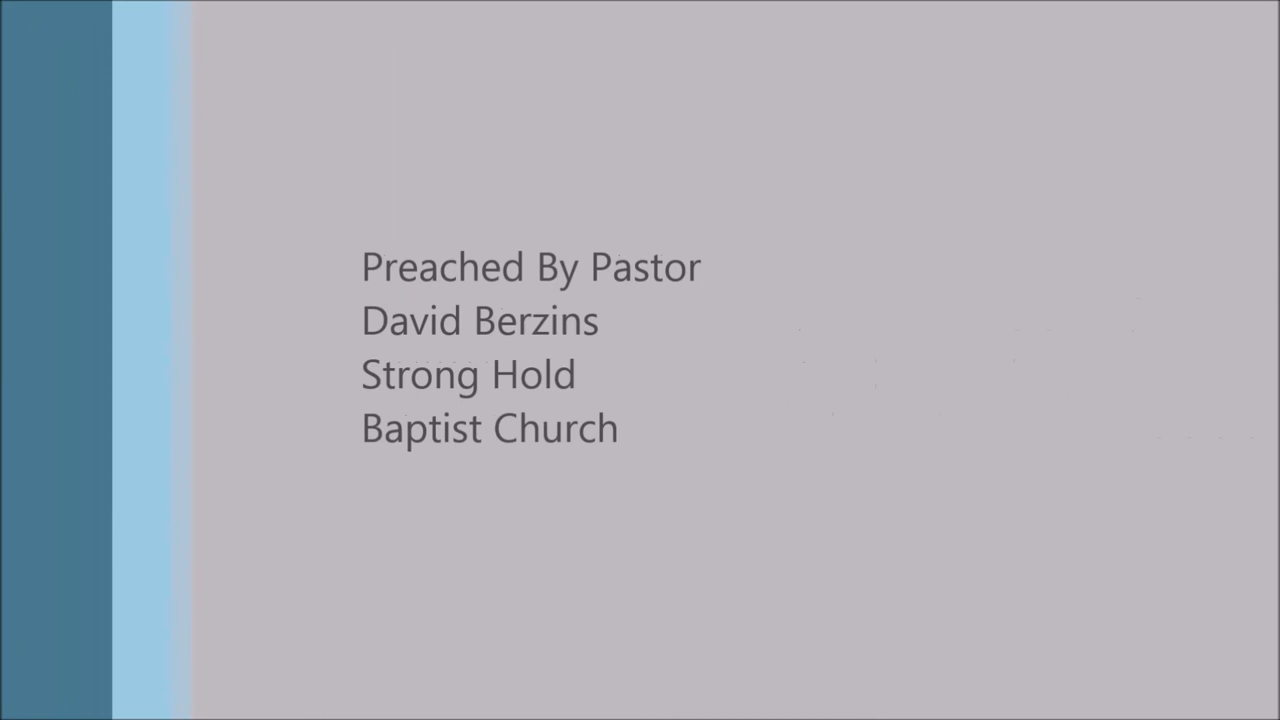 Preached By Pastor
David Berzins
Strong Hold
Baptist Church